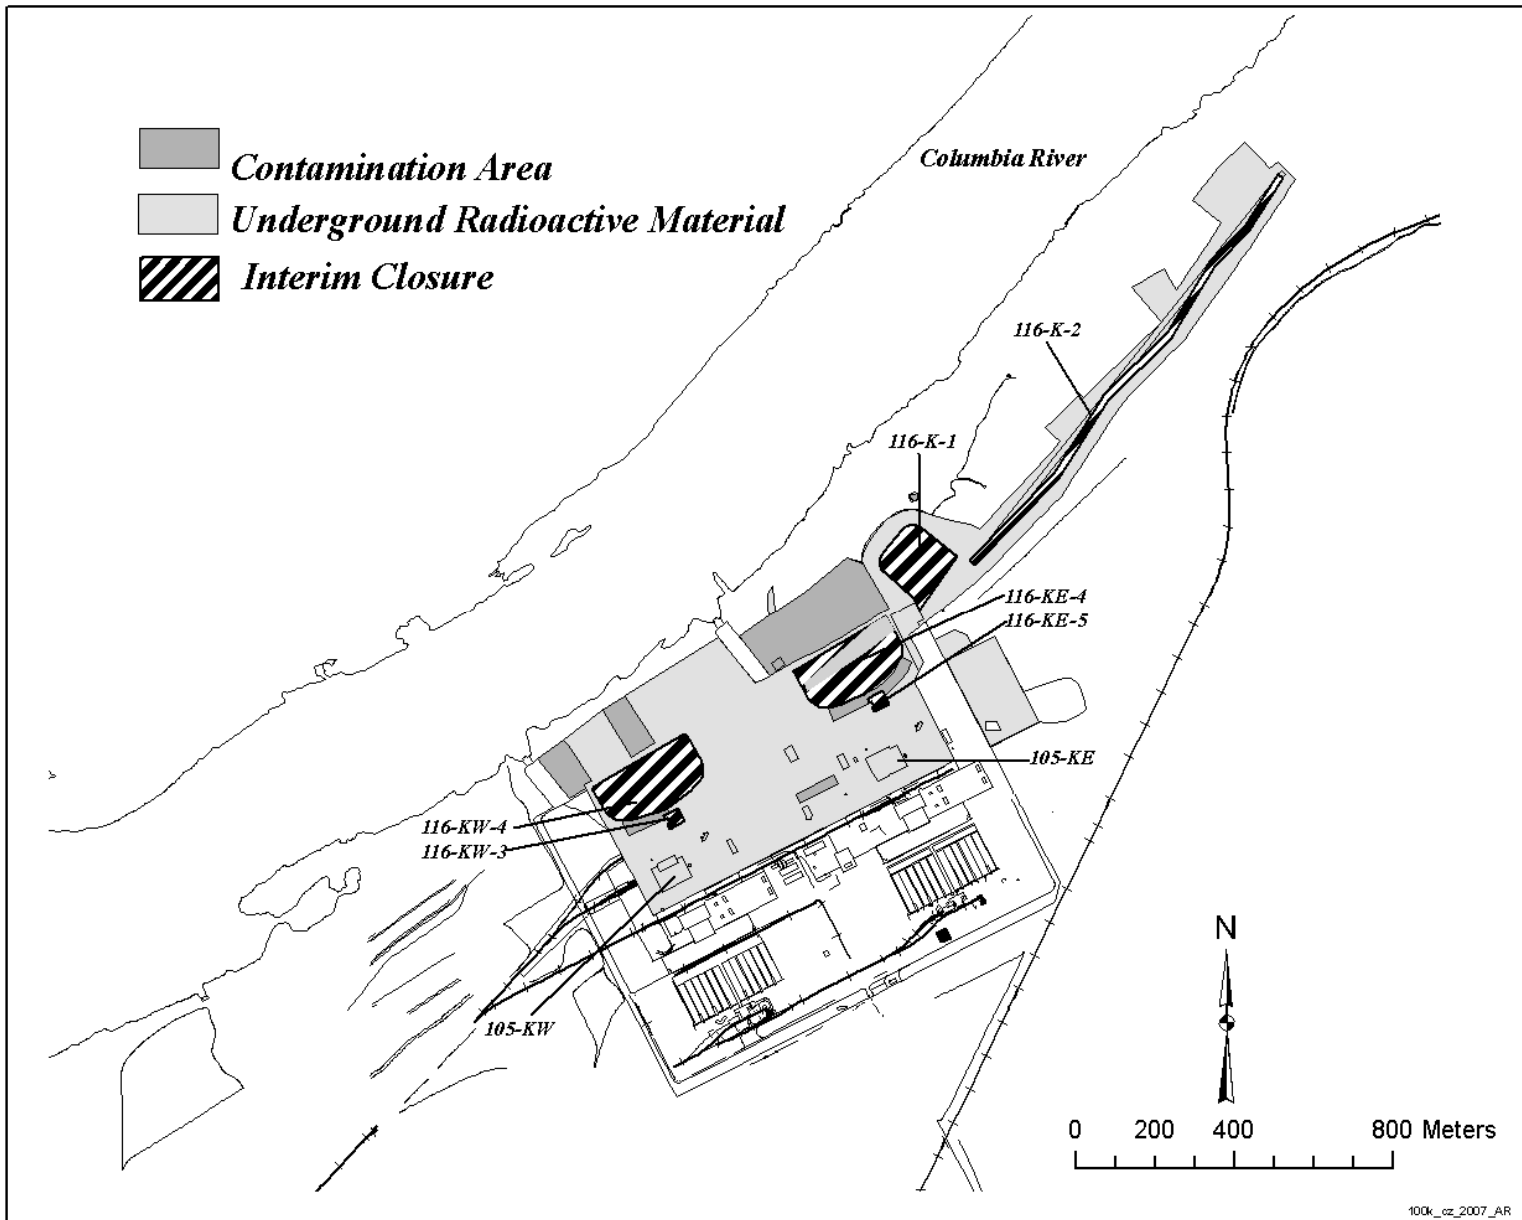 Contamination Area
Underground Radioactive Material
Interim Closure
Columbia River
116-K-2
116-K-1
116-KE-4
116-KE-5
105-KE
116-KW-4
116-KW-3
105-KW
N
0 200 400 800 Meters
100k_cz_2007_AR